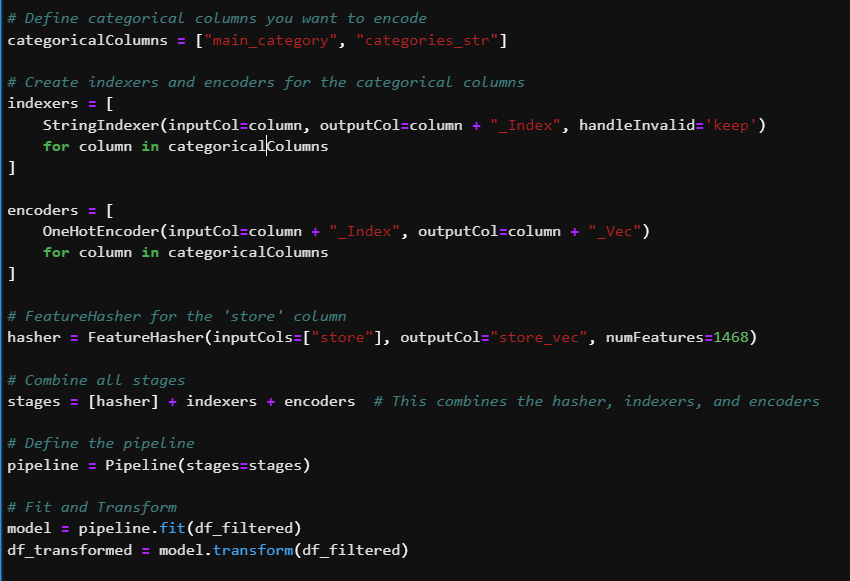 # Define categorical columns you want to encode
categoricalColumns = ["main_category", "categories_str"]
# Create indexers and encoders for the categorical columns
indexers = [
    StringIndexer(inputCol=column, outputCol=column + "_Index", handleInvalid='keep')
    for column in categoricalColumns
]
encoders = [
    OneHotEncoder(inputCol=column + "_Index", outputCol=column + "_Vec")
    for column in categoricalColumns
]
# FeatureHasher for the 'store' column
hasher = FeatureHasher(inputCols=["store"], outputCol="store_vec", numFeatures=1468)
# Combine all stages
stages = [hasher] + indexers + encoders  # This combines the hasher, indexers, and encoders
# Define the pipeline
pipeline = Pipeline(stages=stages)
# Fit and Transform
model = pipeline.fit(df_filtered)
df_transformed = model.transform(df_filtered)